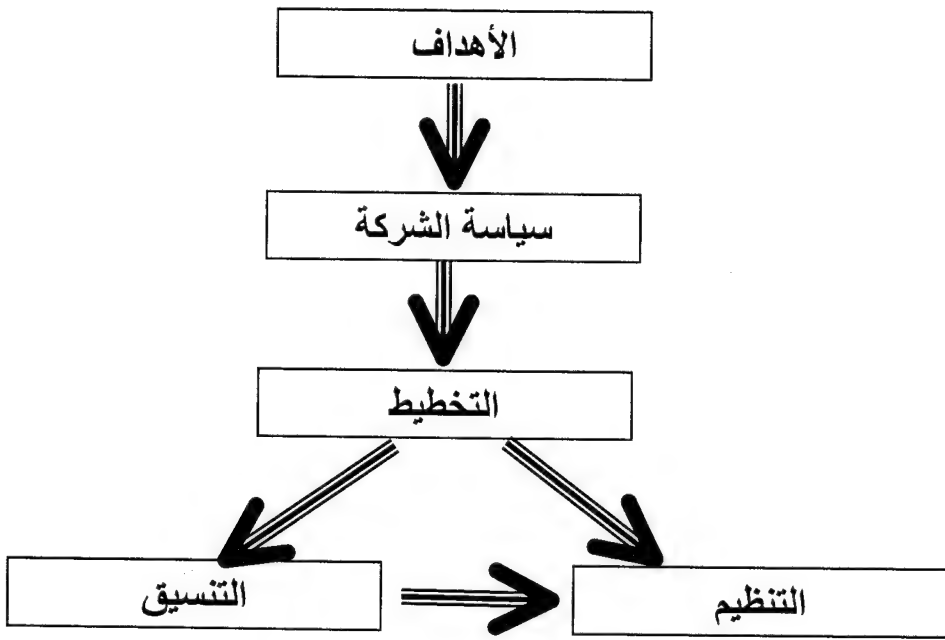 الأهداف
سياسة الشركة
التخطيط
التنظيم
التنسيق